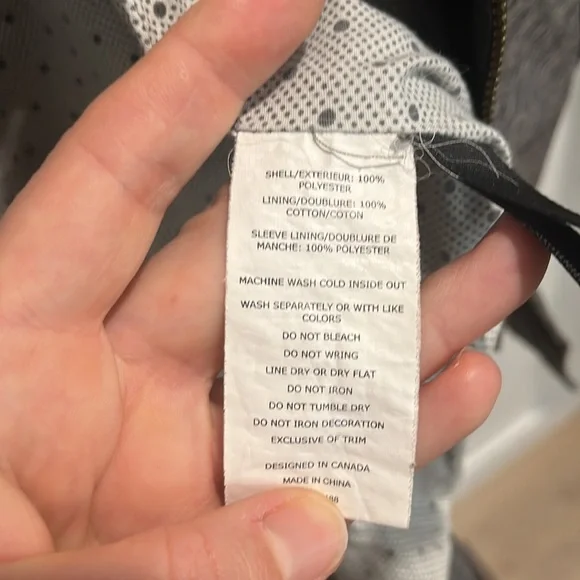 SHELL/EXTERIEUR: 100%
POLYESTER
LINING/DOUBLURE: 100%
COTTON/COTON
SLEEVE LINING/DOUBLURE DE
MANCHE: 100% POLYESTER
MACHINE WASH COLD INSIDE OUT
WASH SEPARATELY OR WITH LIKE
COLORS
DO NOT BLEACH
DO NOT WRING
LINE DRY OR DRY FLAT
DO NOT IRON
DO NOT TUMBLE DRY
DO NOT IRON DECORATION
EXCLUSIVE OF TRIM
DESIGNED IN CANADA
MADE IN CHINA